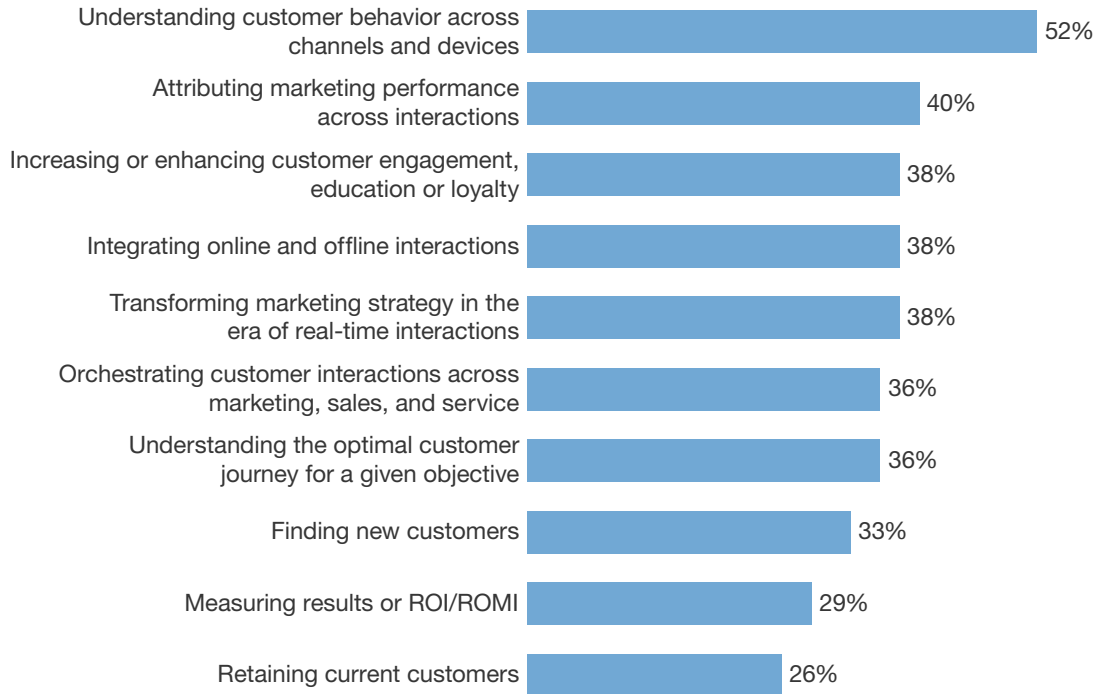 Understanding customer behavior across
channels and devices
52%
Attributing marketing performance
across interactions
40%
Increasing or enhancing customer engagement,
education or loyalty
38%
Integrating online and offline interactions
38%
Transforming marketing strategy in the
era of real-time interactions
38%
Orchestrating customer interactions across
marketing, sales, and service
36%
Understanding the optimal customer
journey for a given objective
36%
Finding new customers
33%
Measuring results or ROI/ROMI
29%
Retaining current customers
26%